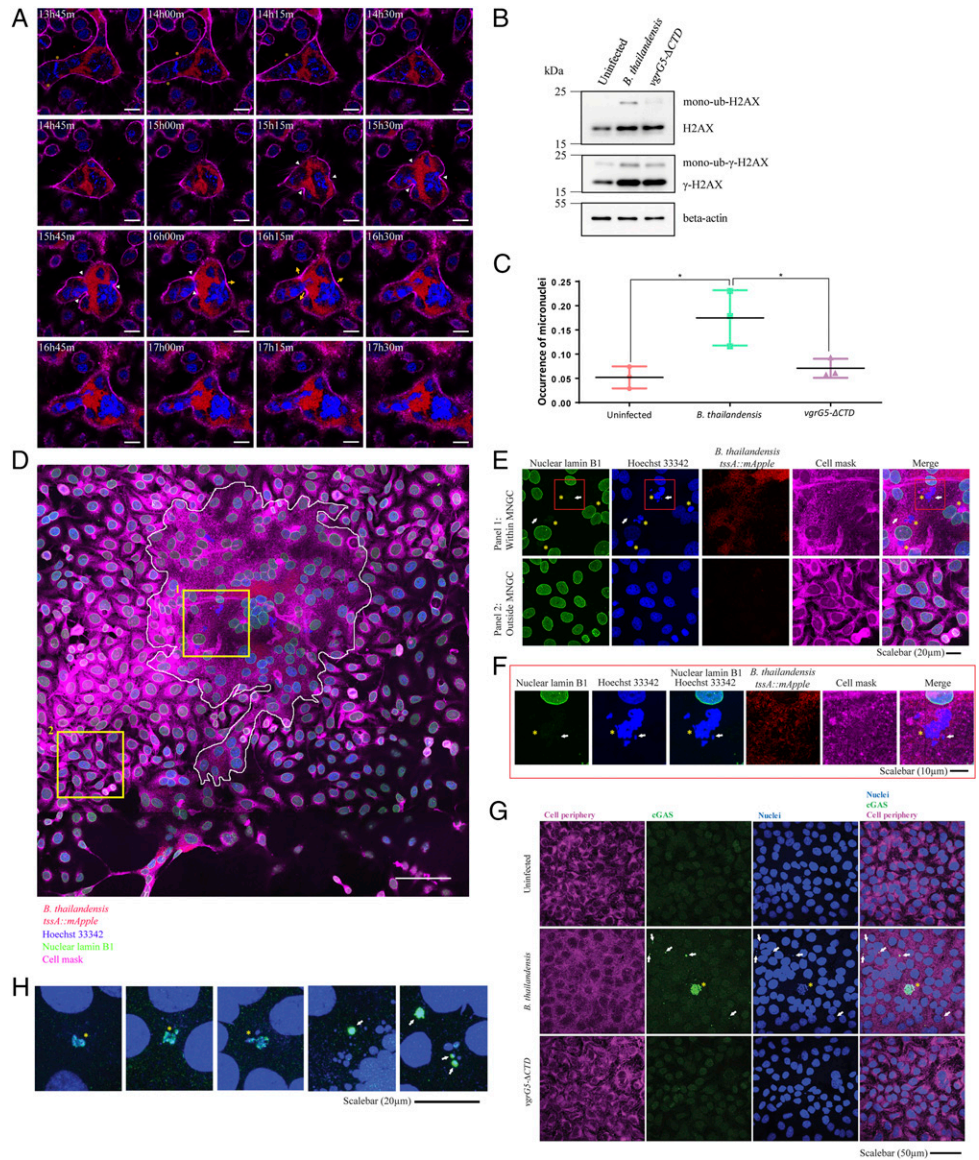 A
13h45m
14h00m
14h15m
14h30m
14h45m
15h00m
15h15m
15h30m
15h45m
16h00m
16h15m
16h30m
16h45m
17h00m
17h15m
17h30m
B
Uninfected
B. thailandensis
vgrG5-ΔCTD
kDa
25
mono-ub-H2AX
H2AX
15
25
mono-ub-γ-H2AX
15
γ-H2AX
55
beta-actin
C
Occurrence of micronuclei
0.25
0.20
0.15
0.10
0.05
0.00
*
*
Uninfected
B. thailandensis
vgrG5-ΔCTD
D
1
2
B. thailandensis
tssA::mApple
Hoechst 33342
Nuclear lamin B1
Cell mask
E
Nuclear lamin B1
Hoechst 33342
B. thailandensis
tssA::mApple
Cell mask
Merge
Panel 1:
Within MNGC
Panel 2:
Outside MNGC
Scalebar (20μm)
F
Nuclear lamin B1
Hoechst 33342
Nuclear lamin B1
Hoechst 33342
B. thailandensis
tssA::mApple
Cell mask
Merge
Scalebar (10μm)
G
Cell periphery
cGAS
Nuclei
Nuclei
cGAS
Cell periphery
Uninfected
B. thailandensis
vgrG5-ΔCTD
Scalebar (50μm)
H
Scalebar (20μm)